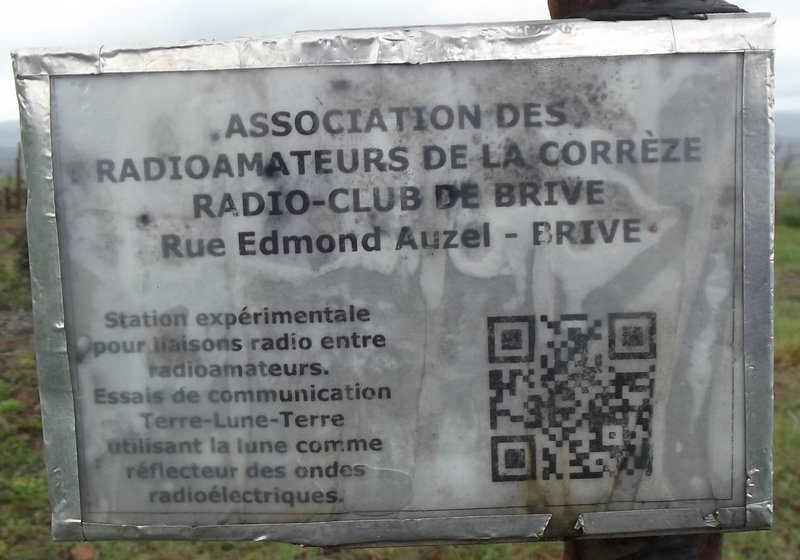 ASSOCIATION DES
RADIOAMATEURS DE LA CORRÈZE
RADIO-CLUB DE BRIVE
Rue Edmond Auzel - BRIVE
Station expérimentale
pour liaisons radio entre
radioamateurs.
Essais de communication
Terre-Lune-Terre
utilisant la lune comme
réflecteur des ondes
radioélectriques.